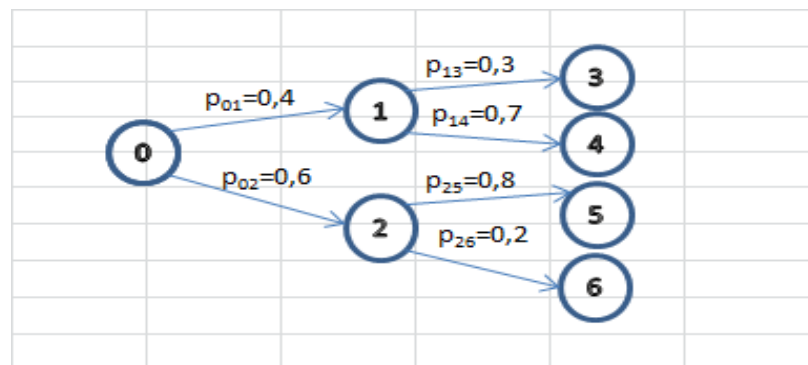 0
p₀₁=0,4
p₀₂=0,6
1
p₁₃=0,3
p₁₄=0,7
2
p₂₅=0,8
p₂₆=0,2
3
4
5
6